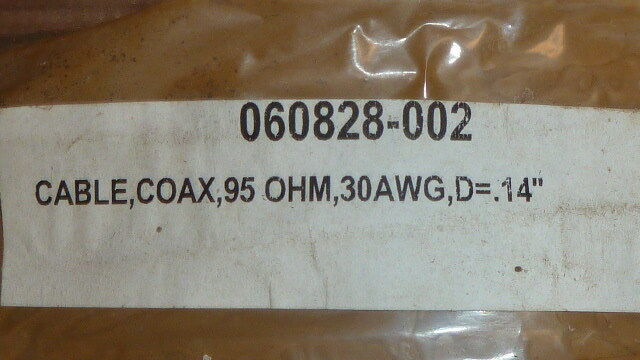 060828-002
CABLE,COAX,95 OHM,30AWG,D=.14"